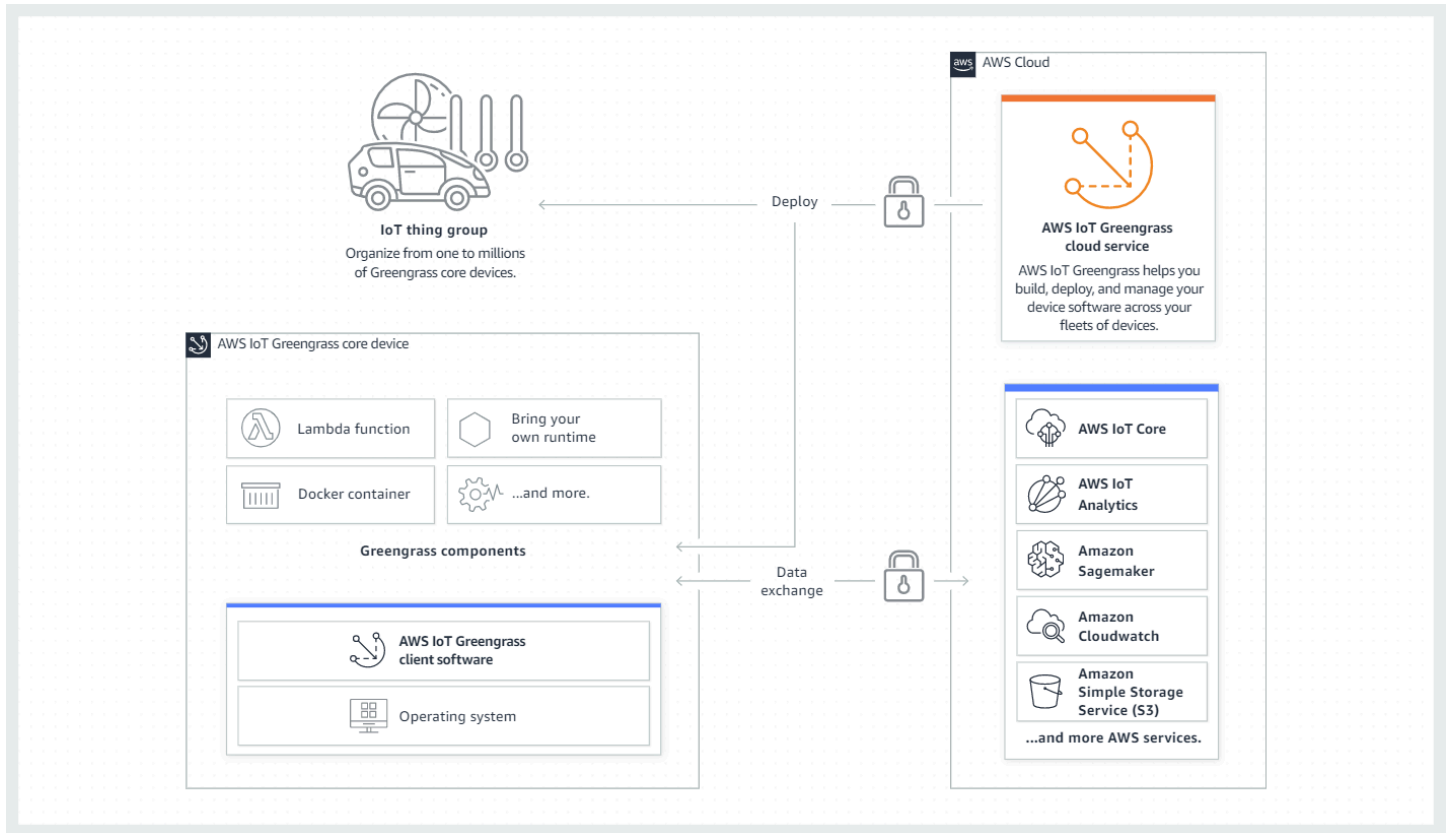 aws
AWS Cloud
IoT thing group
Organize from one to millions
of Greengrass core devices.
Deploy
AWS IoT Greengrass
cloud service
AWS IoT Greengrass helps you
build, deploy, and manage your
device software across your
fleets of devices.
AWS IoT Greengrass core device
Lambda function
Bring your
own runtime
Docker container
...and more.
Greengrass components
AWS IoT Greengrass
client software
Operating system
Data
exchange
AWS IoT Core
AWS IoT
Analytics
Amazon
Sagemaker
Amazon
Cloudwatch
Amazon
Simple Storage
Service (S3)
...and more AWS services.